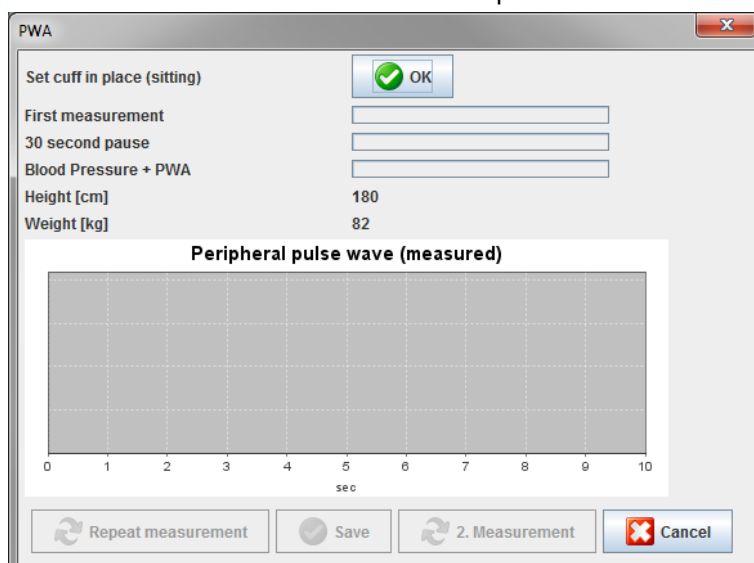 PWA
Set cuff in place (sitting)
OK
First measurement
30 second pause
Blood Pressure + PWA
Height [cm] 180
Weight [kg] 82
Peripheral pulse wave (measured)
0 1 2 3 4 5 6 7 8 9 10
sec
Repeat measurement Save 2. Measurement Cancel